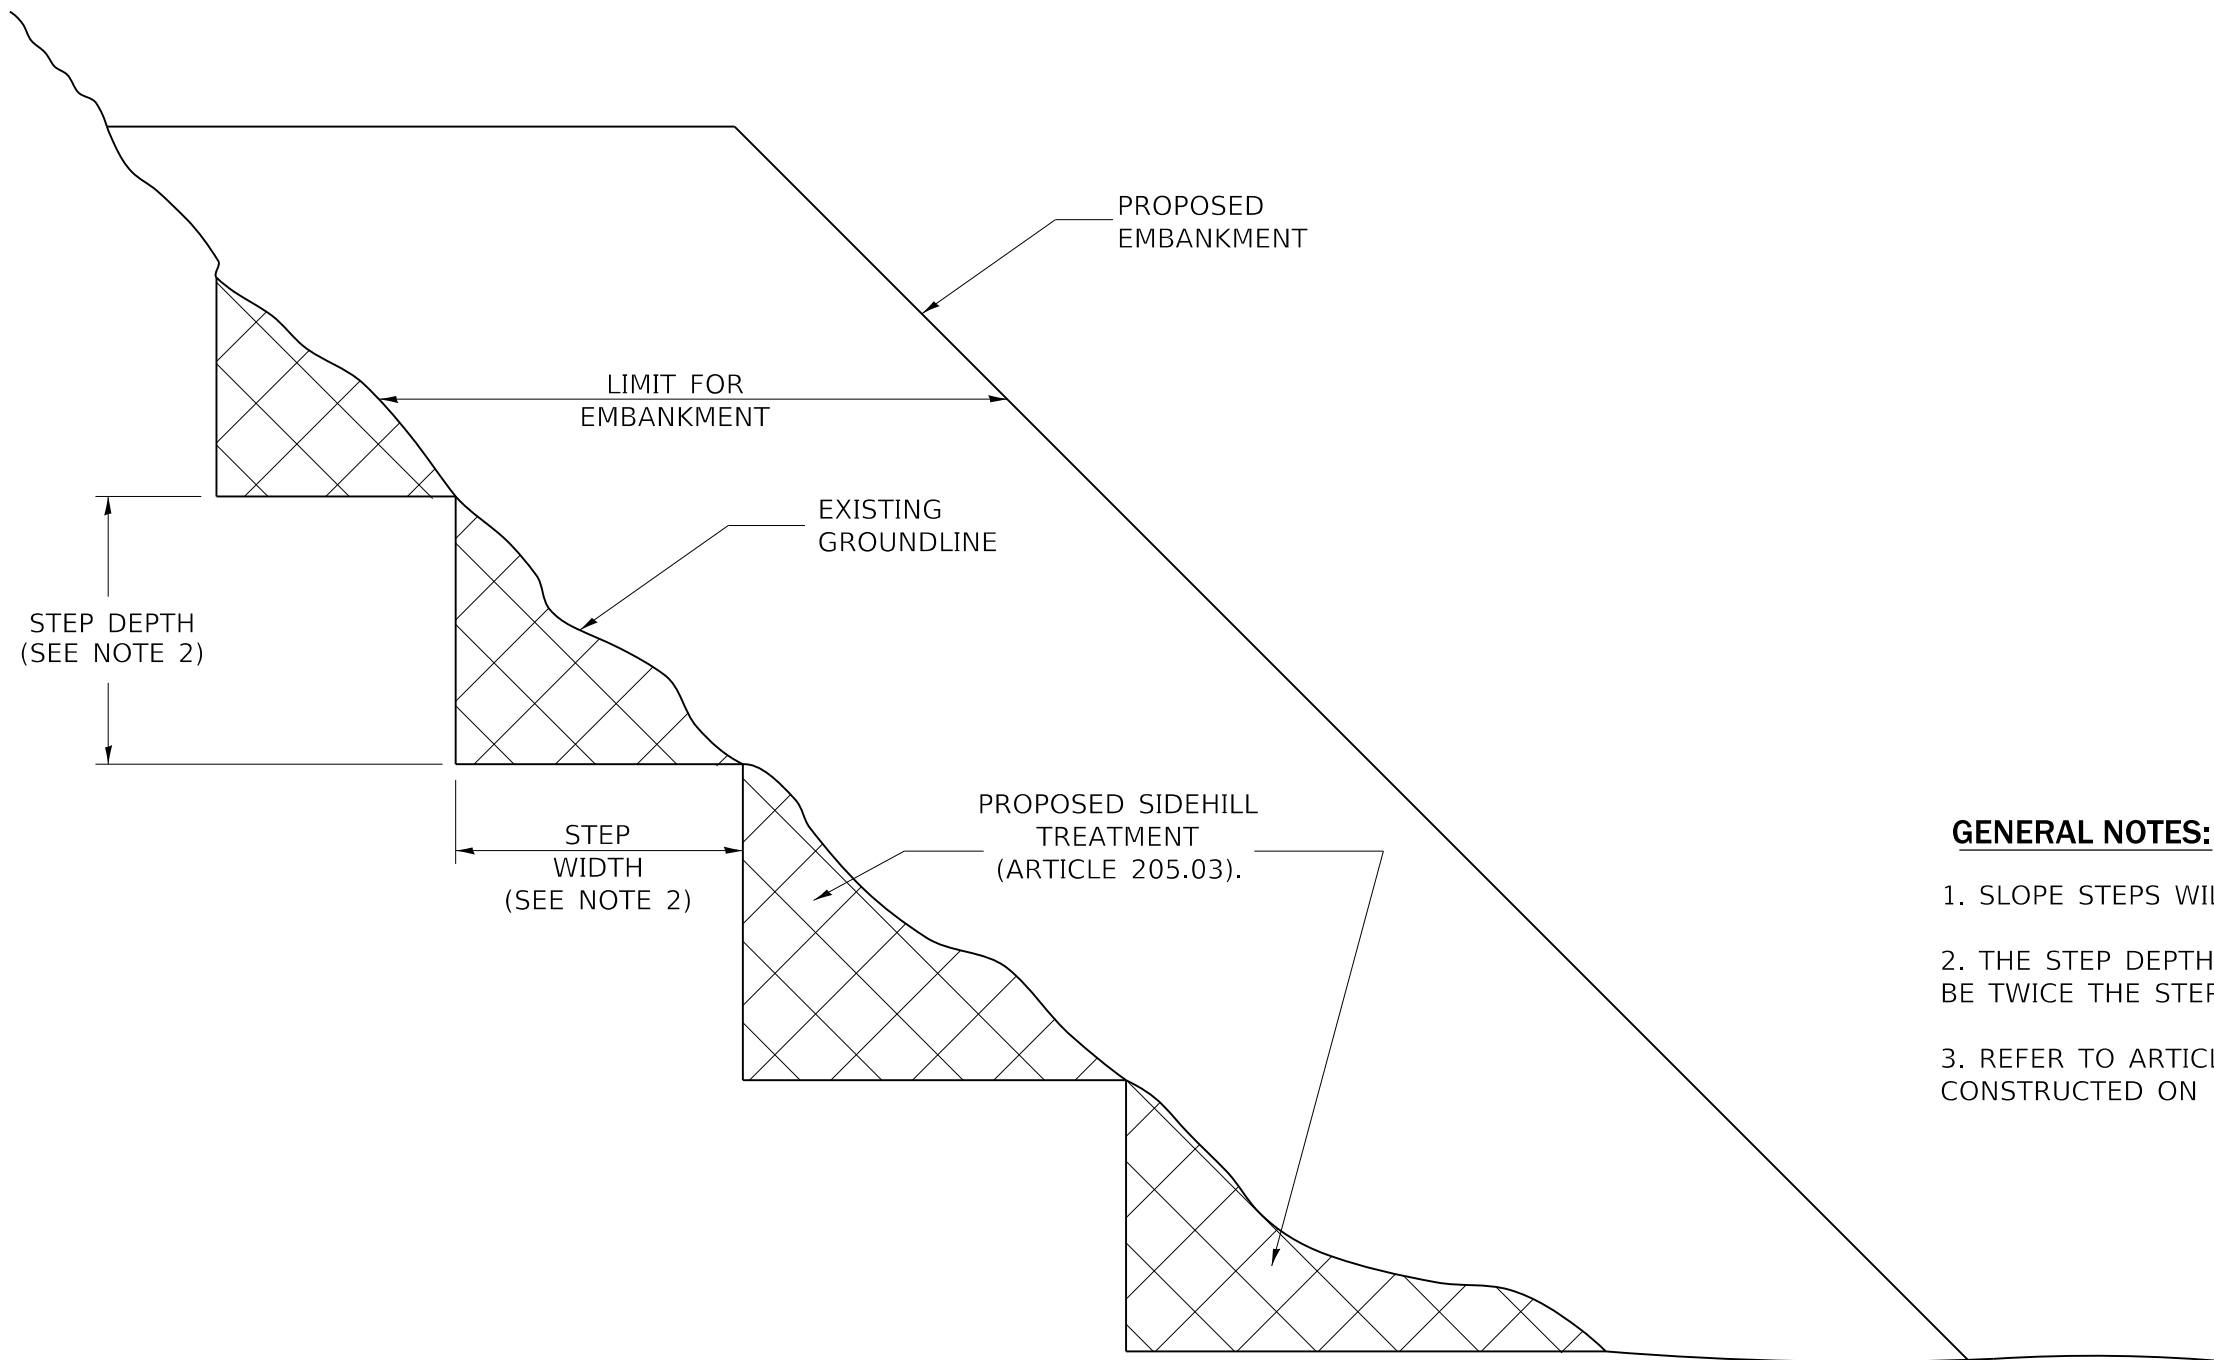 PROPOSED
EMBANKMENT
LIMIT FOR
EMBANKMENT
EXISTING
GROUNDLINE
STEP DEPTH
(SEE NOTE 2)
STEP
WIDTH
(SEE NOTE 2)
PROPOSED SIDEHILL
TREATMENT
(ARTICLE 205.03).
GENERAL NOTES:
1. SLOPE STEPS
2. THE STEP DEPTH
BE TWICE THE STEP
3. REFER TO
CONSTRUCTED ON